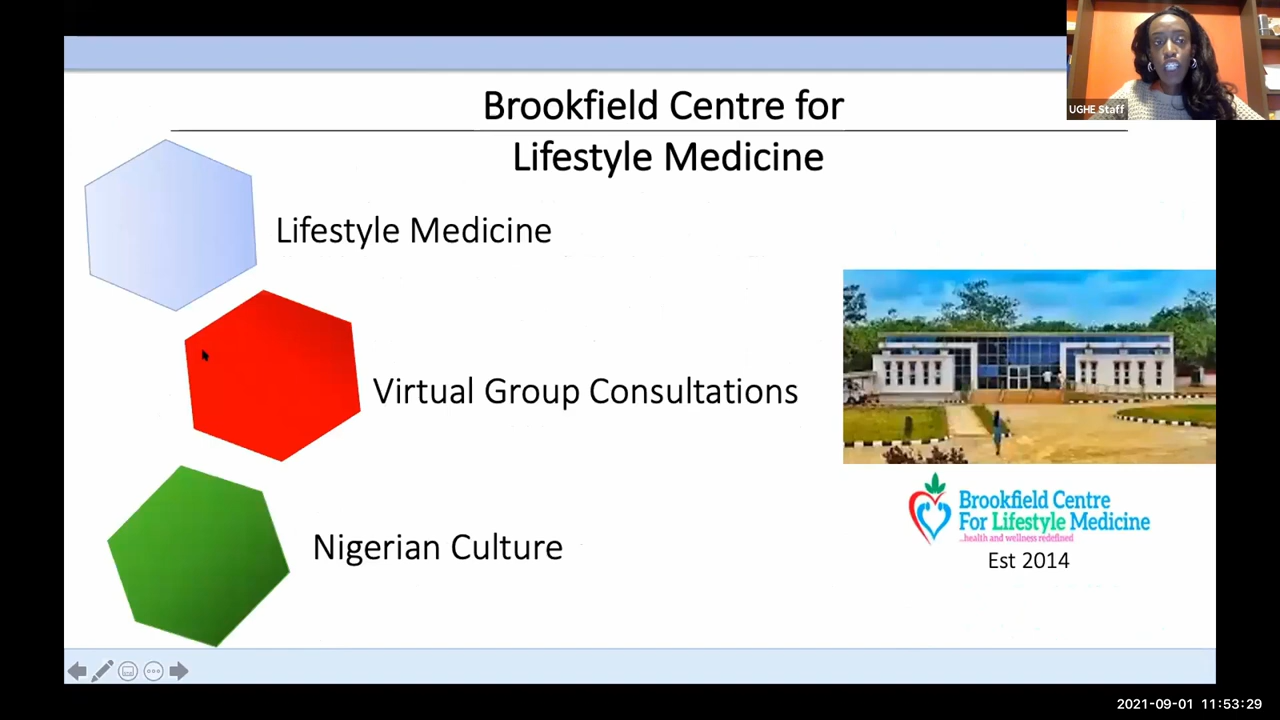 UGHE Staff
Brookfield Centre for
Lifestyle Medicine
Lifestyle Medicine
Virtual Group Consultations
Nigerian Culture
Brookfield Centre
For Lifestyle Medicine
...health and wellness redefined
Est 2014
2021-09-01 11:53:29